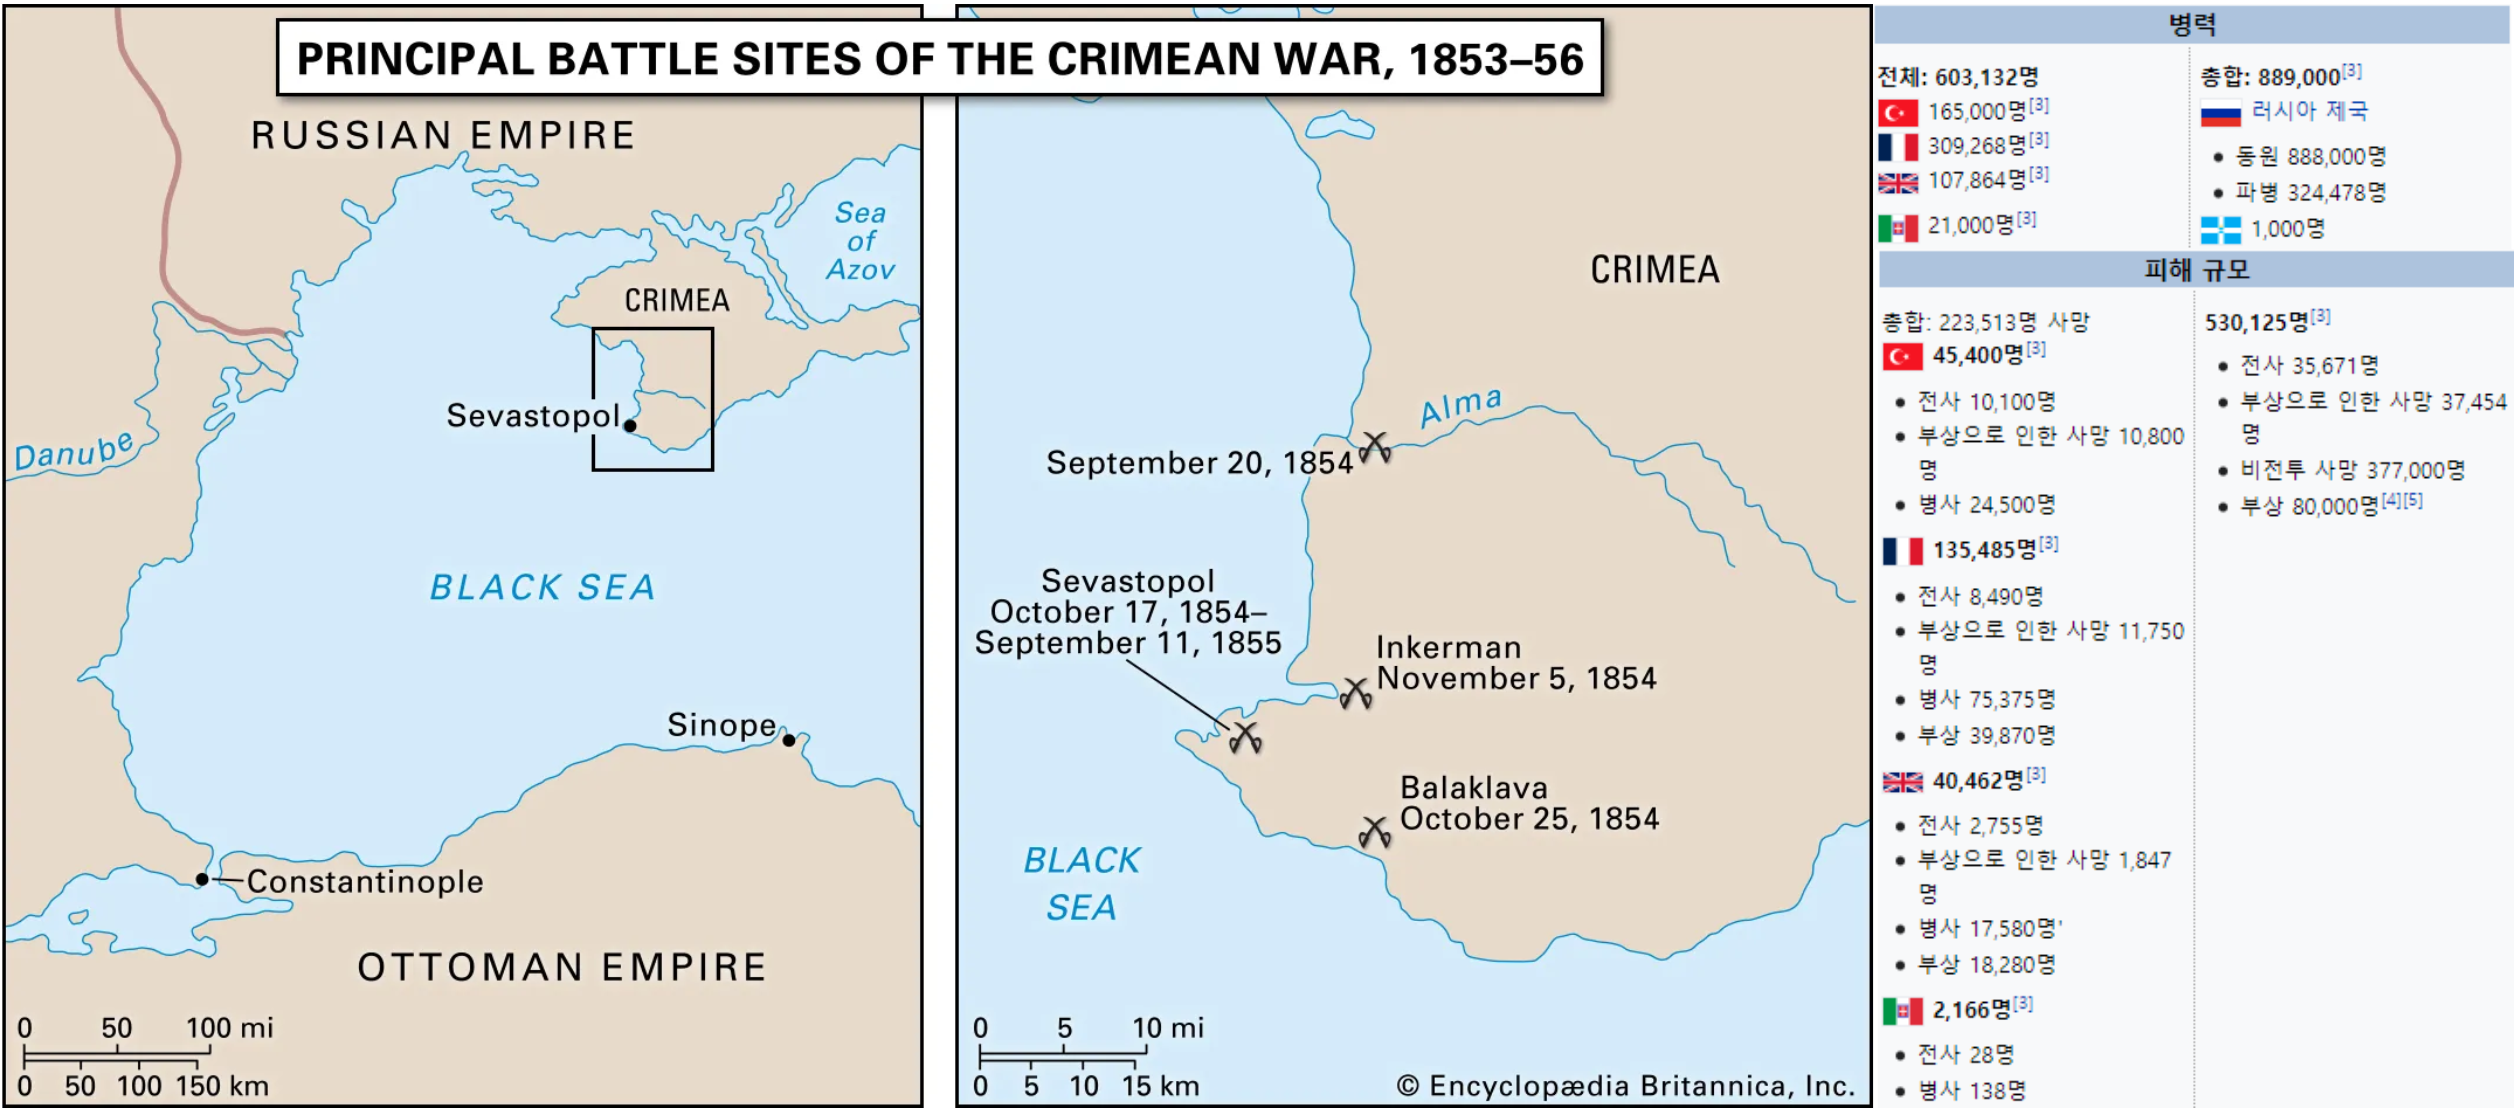 PRINCIPAL BATTLE SITES OF THE CRIMEAN WAR, 1853–56
RUSSIAN EMPIRE
Sea
of
Azov
CRIMEA
Sevastopol
Danube
BLACK SEA
Sinope
Constantinople
OTTOMAN EMPIRE
0 50 100 mi
0 50 100 150 km
CRIMEA
Alma
September 20, 1854
Sevastopol
October 17, 1854–
September 11, 1855
Inkerman
November 5, 1854
Balaklava
October 25, 1854
BLACK
SEA
0 5 10 mi
0 5 10 15 km
© Encyclopædia Britannica, Inc.
병력
전체: 603,132명
165,000명[3]
309,268명[3]
107,864명[3]
21,000명[3]
총합: 889,000[3]
러시아 제국
• 동원 888,000명
• 파병 324,478명
1,000명
피해 규모
총합: 223,513명 사망
45,400명[3]
• 전사 10,100명
• 부상으로 인한 사망 10,800
명
• 병사 24,500명
135,485명[3]
• 전사 8,490명
• 부상으로 인한 사망 11,750
명
• 병사 75,375명
• 부상 39,870명
40,462명[3]
• 전사 2,755명
• 부상으로 인한 사망 1,847
명
• 병사 17,580명'
• 부상 18,280명
2,166명[3]
• 전사 28명
• 병사 138명
530,125명[3]
• 전사 35,671명
• 부상으로 인한 사망 37,454
명
• 비전투 사망 377,000명
• 부상 80,000명[4][5]